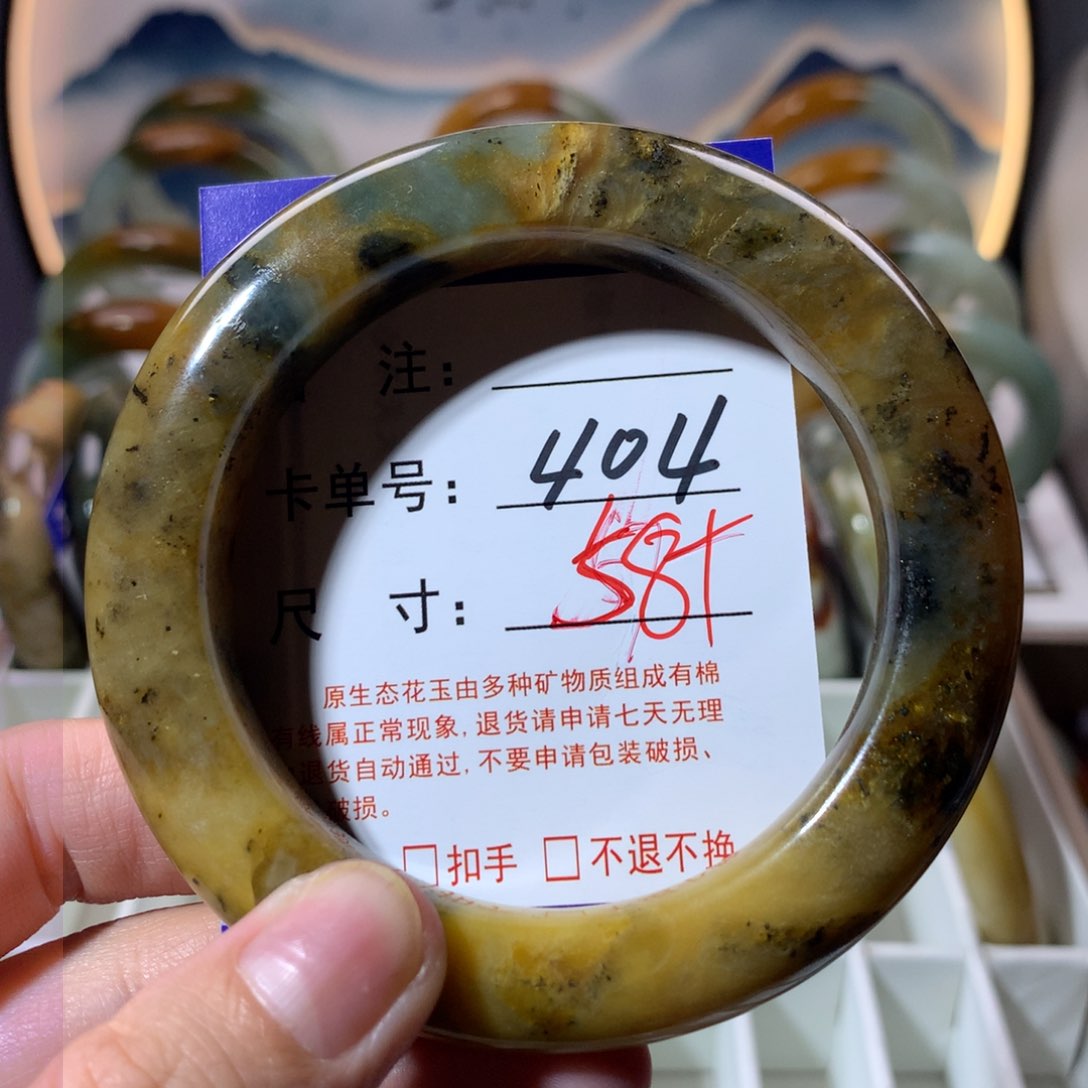 注：
卡单号：404
尺 寸：58+
原生态花玉由多种矿物质组成有棉
有线属正常现象，退货请申请七天无理
退货自动通过，不要申请包装破损、
破损。
□扣手 □不退不换